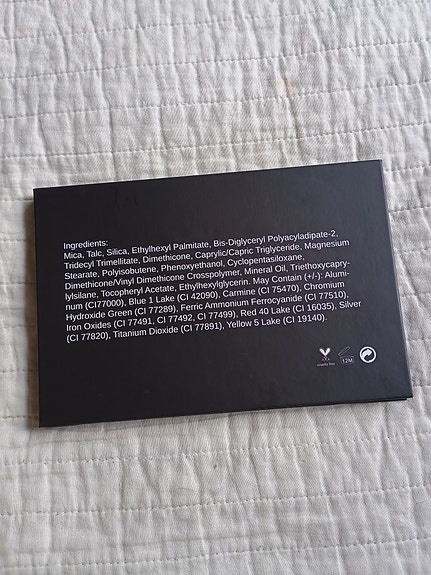 Ingredients:
Mica, Talc, Silica, Ethylhexyl Palmitate, Bis-Diglyceryl Polyacyladipate-2,
Tridecyl Trimellitate, Dimethicone, Caprylic/Capric Triglyceride, Magnesium
Stearate, Polyisobutene, Phenoxyethanol, Cyclopentasiloxane,
Dimethicone/Vinyl Dimethicone Crosspolymer, Mineral Oil, Triethoxycapry-
lylsilane, Tocopheryl Acetate, Ethylhexylglycerin. May Contain (+/-): Alumi-
num (CI77000), Blue 1 Lake (CI 42090), Carmine (CI 75470), Chromium
Hydroxide Green (CI 77289), Ferric Ammonium Ferrocyanide (CI 77510),
Iron Oxides (CI 77491, CI 77492, CI 77499), Red 40 Lake (CI 16035), Silver
(CI 77820), Titanium Dioxide (CI 77891), Yellow 5 Lake (CI 19140).
cruelty free
12M